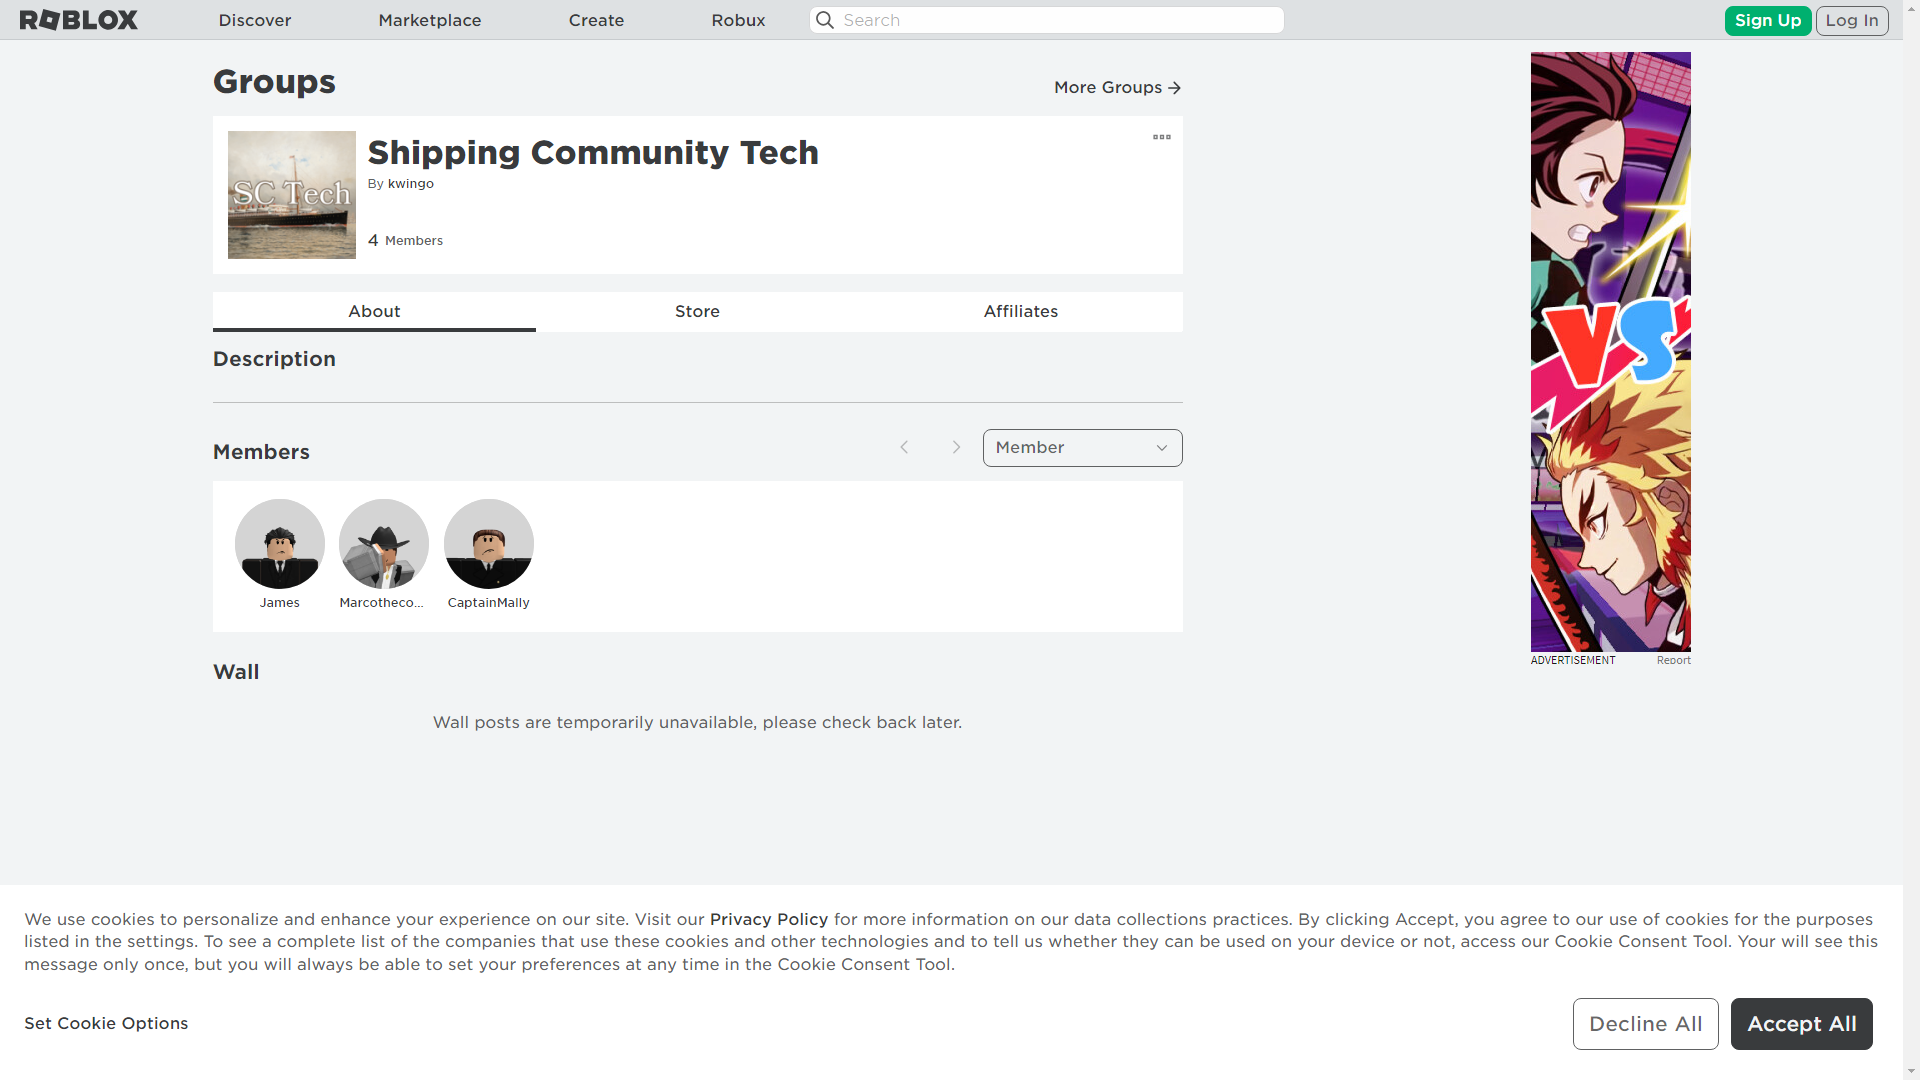 ROBLOX
Discover
Marketplace
Create
Robux
Search
Sign Up
Log In
Groups
More Groups
SC Tech
Shipping Community Tech
By kwingo
4 Members
About
Store
Affiliates
Description
Members
Member
James
Marcotheco...
CaptainMally
Wall
Wall posts are temporarily unavailable, please check back later.
VS
ADVERTISEMENT
Report
We use cookies to personalize and enhance your experience on our site. Visit our Privacy Policy for more information on our data collections practices. By clicking Accept, you agree to our use of cookies for the purposes
listed in the settings. To see a complete list of the companies that use these cookies and other technologies and to tell us whether they can be used on your device or not, access our Cookie Consent Tool. Your will see this
message only once, but you will always be able to set your preferences at any time in the Cookie Consent Tool.
Set Cookie Options
Decline All
Accept All